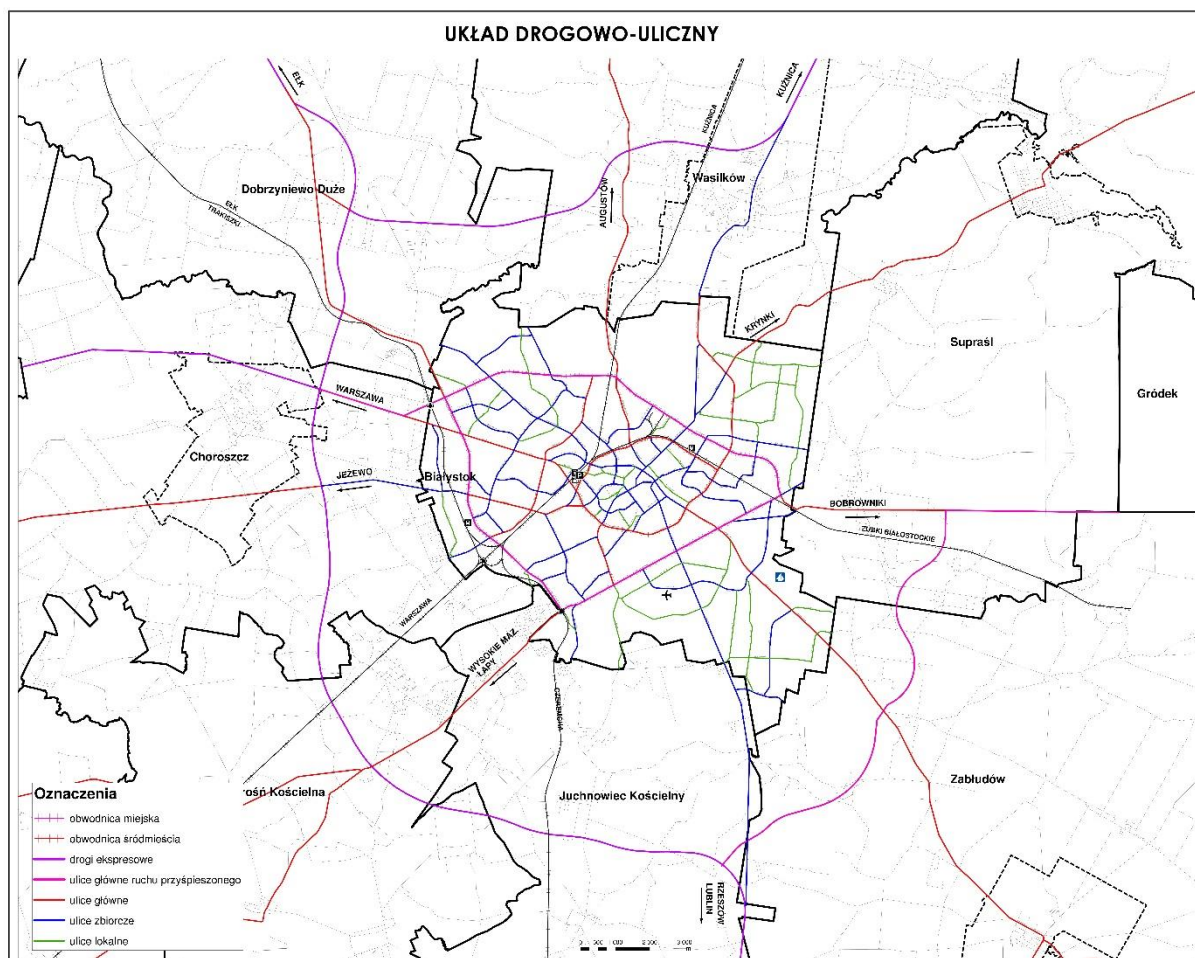 UKŁAD DROGOWO-ULICZNY
EŁK
KUŹNICA
KUŹNICA
Dobrzyniewo Duże
Wasilków
EŁK
TRAKISZKI
AUGUSTÓW
KRYNKI
Supraśl
Gródek
WARSZAWA
Choroszcz
JEŻEWO
Białystok
BOBROWNIKI
ZUBKI BIAŁOSTOCKIE
WARSZAWA
WYSOKIE MAZ.
ŁAPY
CZEREMCHA
Zabłudów
Juchnowiec Kościelny
rośń Kościelna
RZESZÓW
LUBLIN
Oznaczenia
obwodnica miejska
obwodnica śródmieścia
drogi ekspresowe
ulice główne ruchu przyśpieszonego
ulice główne
ulice zbiorcze
ulice lokalne